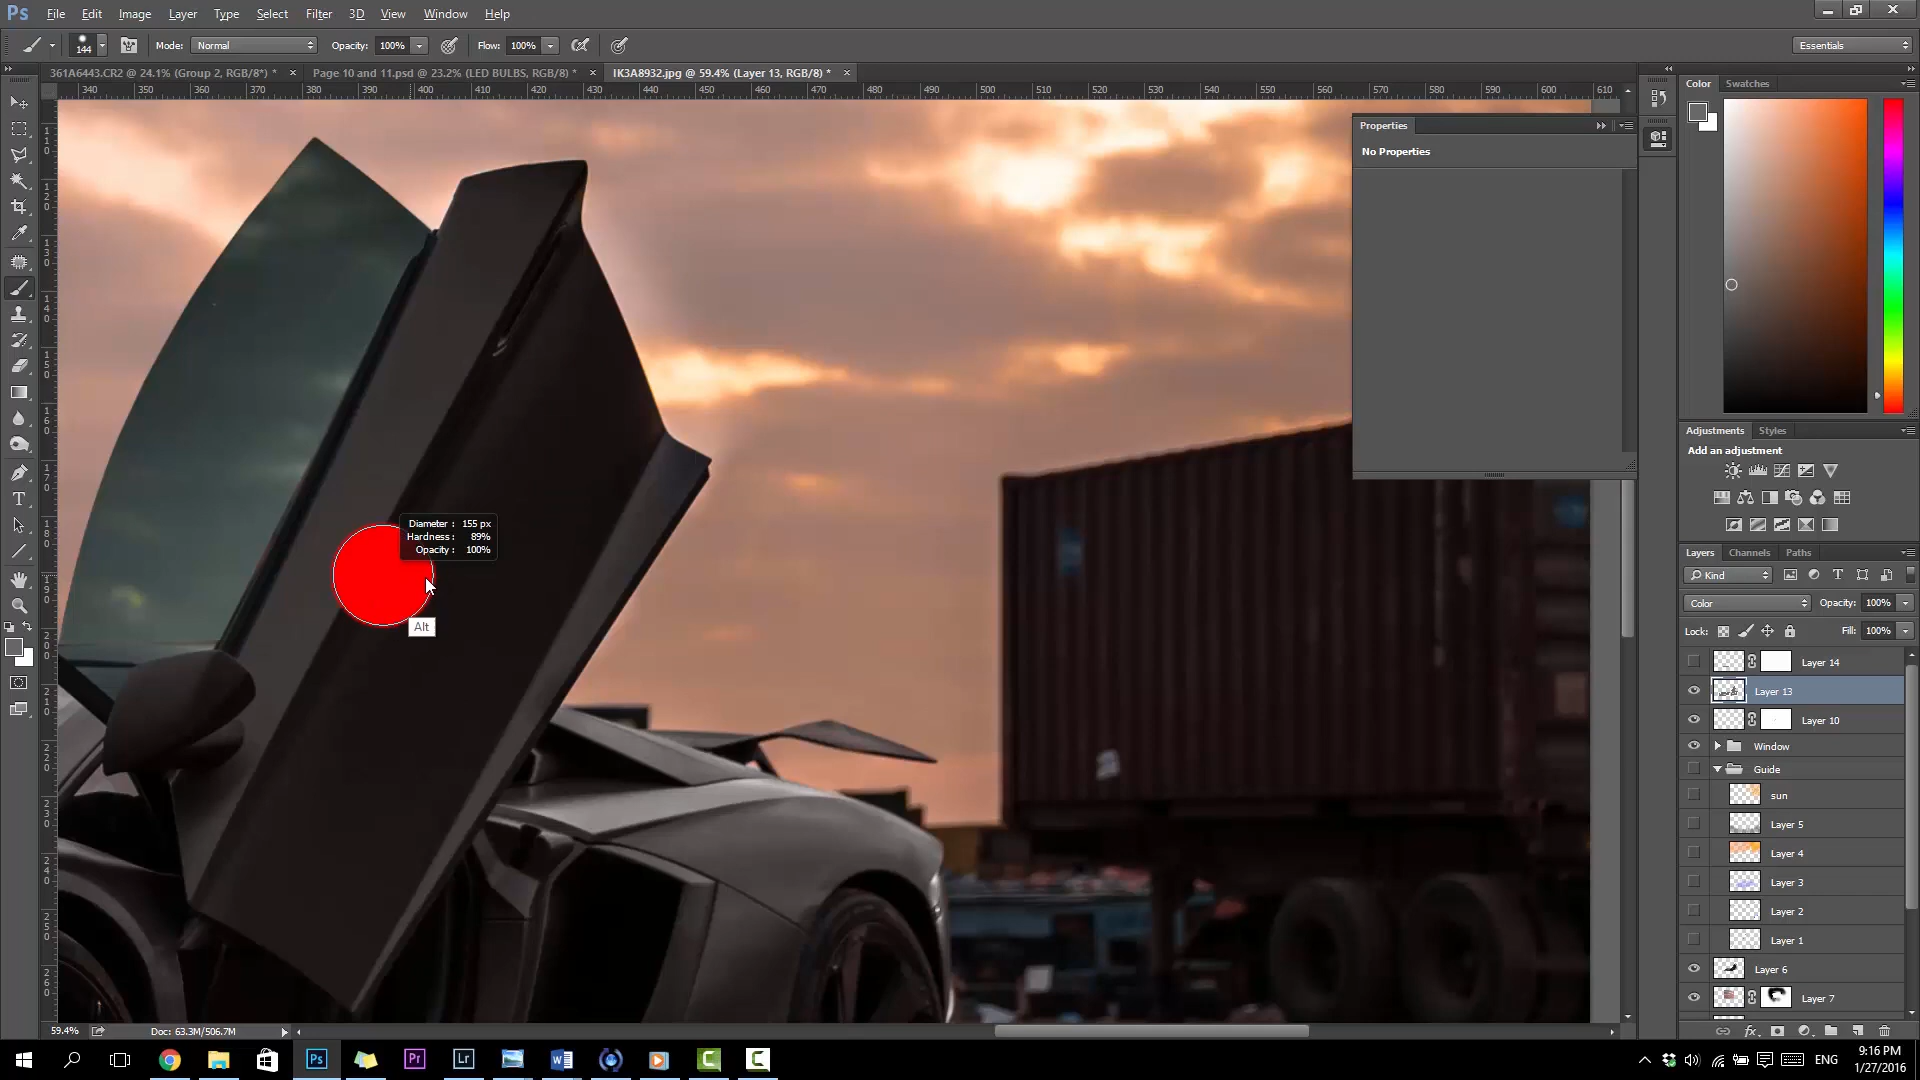 Ps File Edit Image Layer Type Select Filter 3D View Window Help
144 Mode: Normal Opacity: 100% Flow: 100% Essentials
361A6443.CR2 @ 24.1% (Group 2, RGB/8*) * × Page 10 and 11.psd @ 23.2% (LED BULBS, RGB/8) * × IK3A8932.jpg @ 59.4% (Layer 13, RGB/8) * ×
340 350 360 370 380 390 400 410 420 430 440 450 460 470 480 490 500 510 520 530 540 550 560 570 580 590 600 610
Color Swatches
Properties
No Properties
Adjustments Styles
Add an adjustment
Diameter : 155 px
Hardness : 89%
Opacity : 100%
Alt
Layers Channels Paths
Kind
Color Opacity: 100%
Lock: Fill: 100%
Layer 14
Layer 13
Layer 10
Window
Guide
sun
Layer 5
Layer 4
Layer 3
Layer 2
Layer 1
Layer 6
Layer 7
59.4% Doc: 63.3M/506.7M
Ps Pr Lr W C C ENG 9:16 PM
1/27/2016